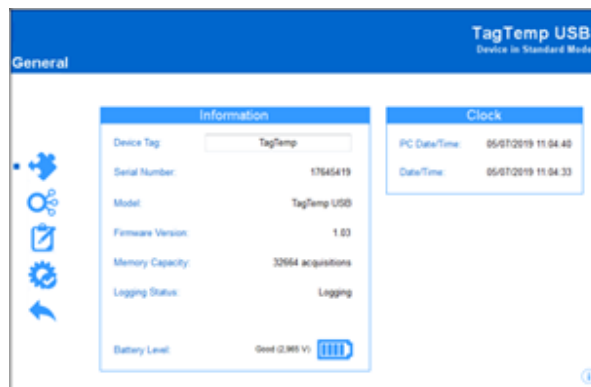 TagTemp USB
Device in Standard Mode
General
Information
Device Tag: TagTemp
Serial Number: 17645419
Model: TagTemp USB
Firmware Version: 1.03
Memory Capacity: 32664 acquisitions
Logging Status: Logging
Battery Level: Good (2,965 V)
Clock
PC Date/Time: 05/07/2019 11:04:40
Date/Time: 05/07/2019 11:04:33